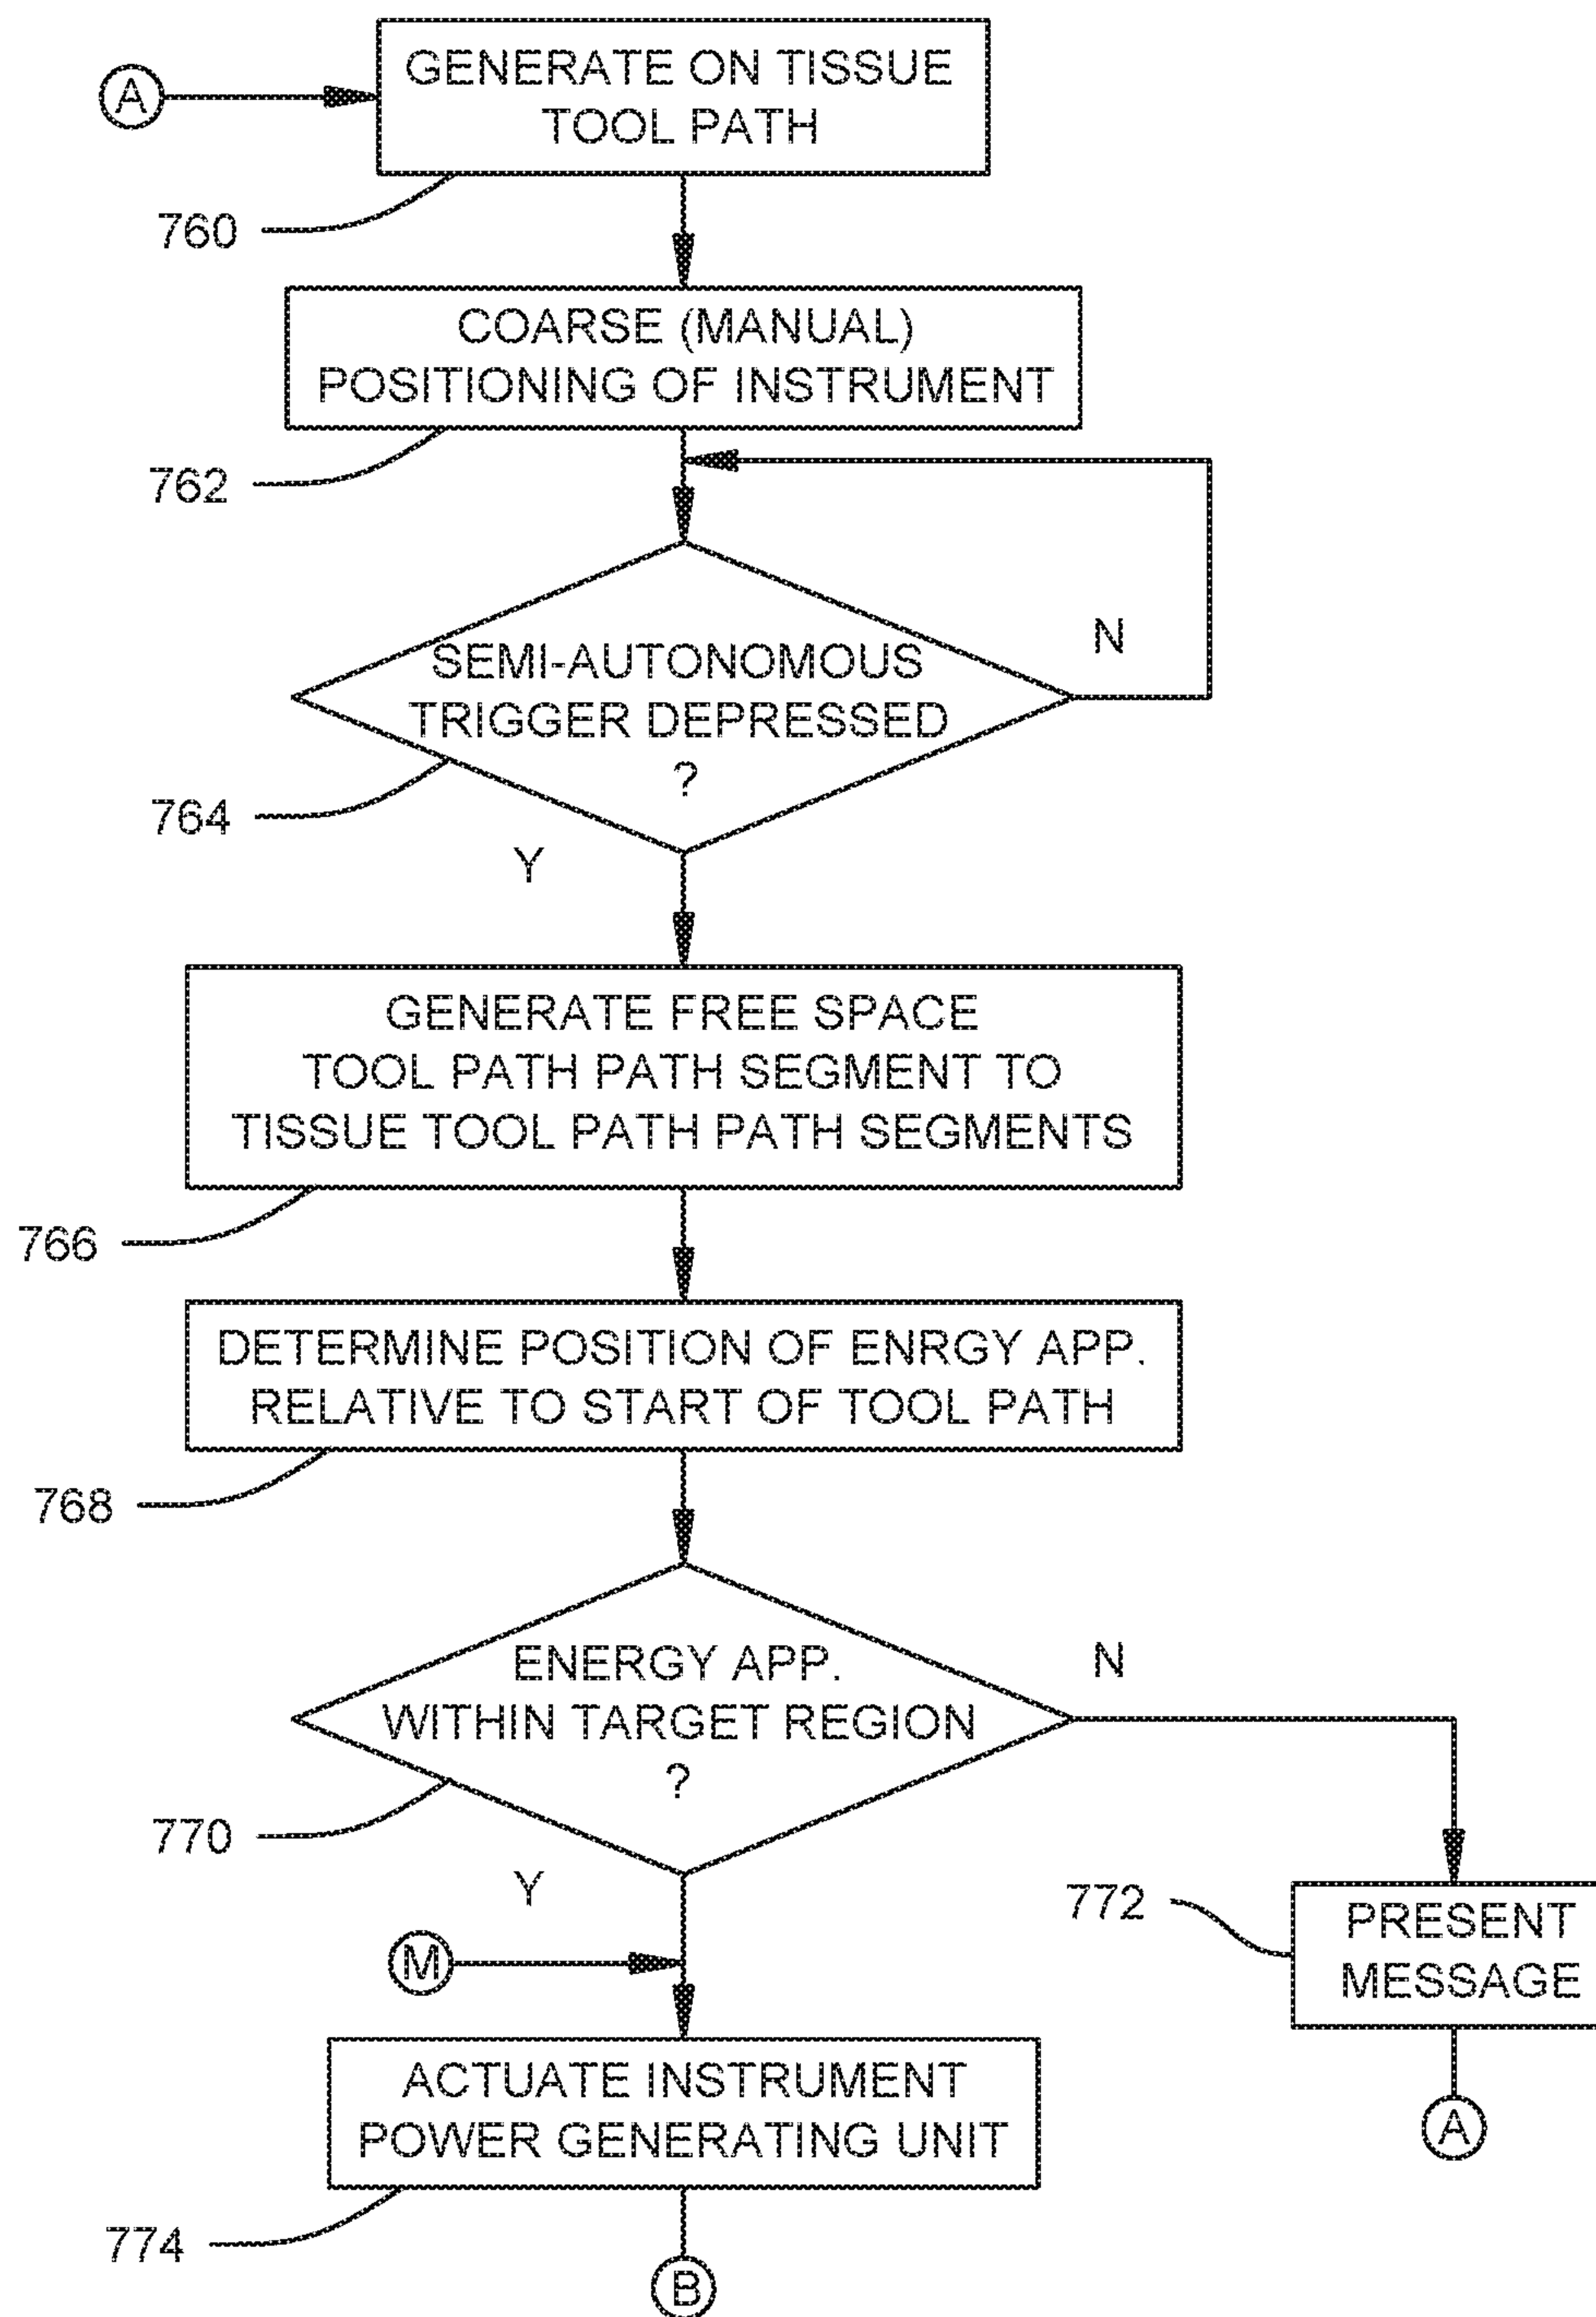 A
GENERATE ON TISSUE
TOOL PATH
760
COARSE (MANUAL)
POSITIONING OF INSTRUMENT
762
SEMI-AUTONOMOUS
TRIGGER DEPRESSED
?
N
764
Y
GENERATE FREE SPACE
TOOL PATH PATH SEGMENT TO
TISSUE TOOL PATH PATH SEGMENTS
766
DETERMINE POSITION OF ENRGY APP.
RELATIVE TO START OF TOOL PATH
768
ENERGY APP.
WITHIN TARGET REGION
?
N
770
Y
772
PRESENT
MESSAGE
M
A
ACTUATE INSTRUMENT
POWER GENERATING UNIT
774
B